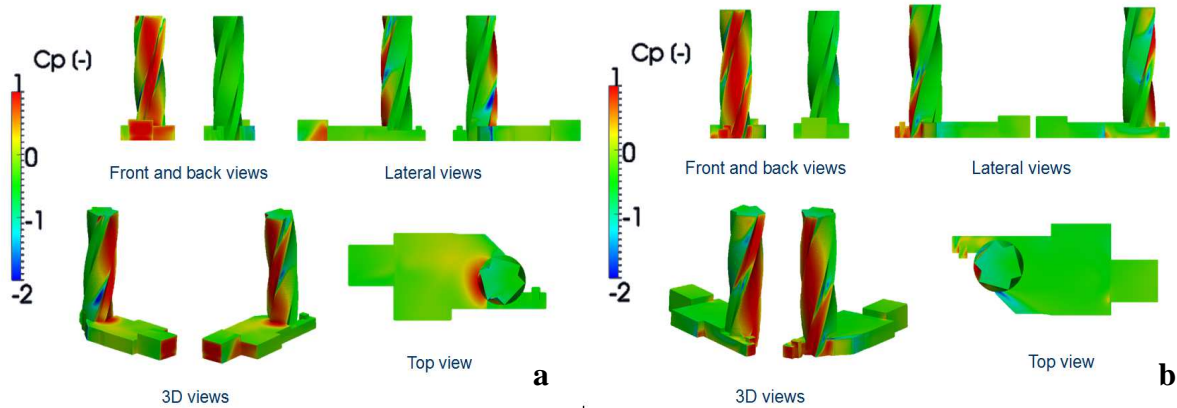 Cp (-)
1
0
-1
-2
Front and back views
Lateral views
3D views
Top view
a
Cp (-)
1
0
-1
-2
Front and back views
Lateral views
3D views
Top view
b